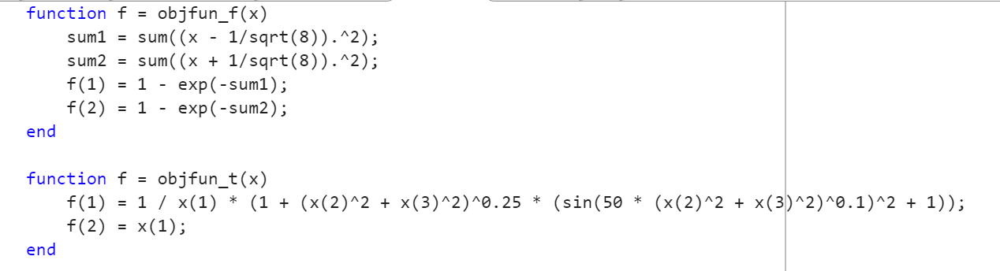 function f = objfun_f(x)
    sum1 = sum((x - 1/sqrt(8)).^2);
    sum2 = sum((x + 1/sqrt(8)).^2);
    f(1) = 1 - exp(-sum1);
    f(2) = 1 - exp(-sum2);
end

function f = objfun_t(x)
    f(1) = 1 / x(1) * (1 + (x(2)^2 + x(3)^2)^0.25 * (sin(50 * (x(2)^2 + x(3)^2)^0.1)^2 + 1));
    f(2) = x(1);
end